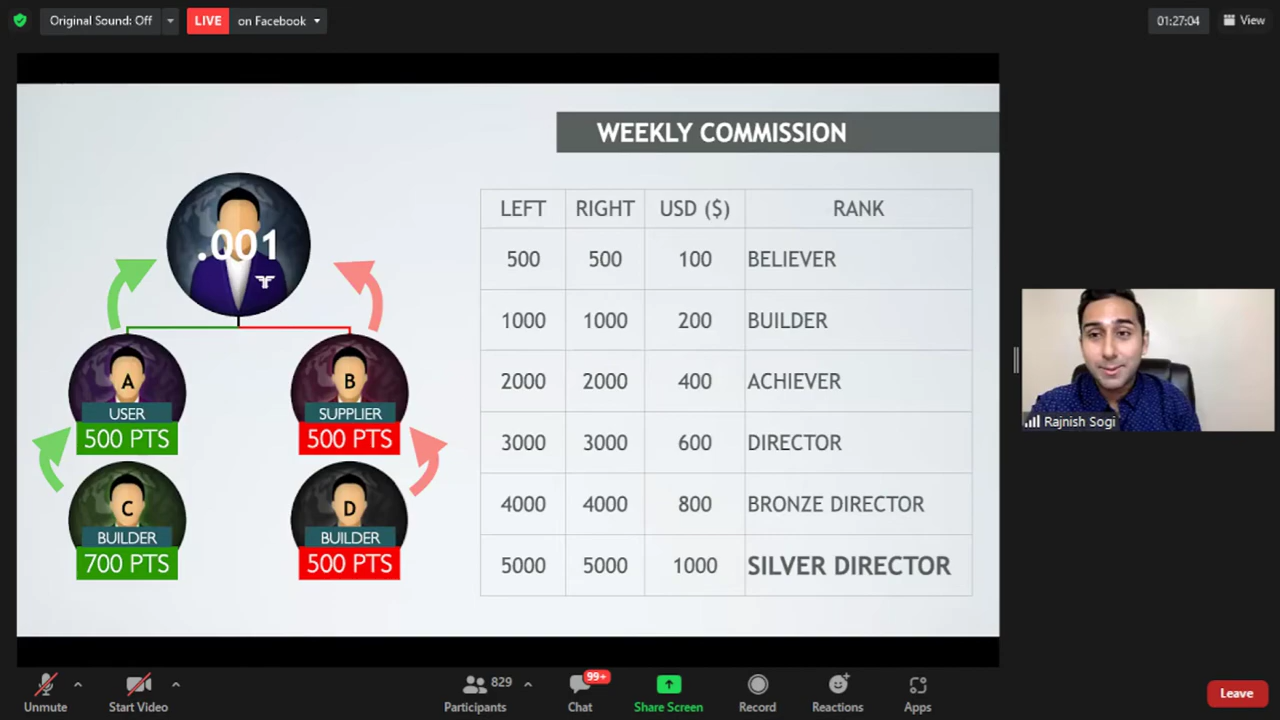 Original Sound: Off
LIVE on Facebook
01:27:04
View
WEEKLY COMMISSION
.001
A
USER
500 PTS
B
SUPPLIER
500 PTS
C
BUILDER
700 PTS
D
BUILDER
500 PTS
LEFT RIGHT USD ($) RANK
500 500 100 BELIEVER
1000 1000 200 BUILDER
2000 2000 400 ACHIEVER
3000 3000 600 DIRECTOR
4000 4000 800 BRONZE DIRECTOR
5000 5000 1000 SILVER DIRECTOR
Rajnish Sogi
829
99+
Unmute
Start Video
Participants
Chat
Share Screen
Record
Reactions
Apps
Leave